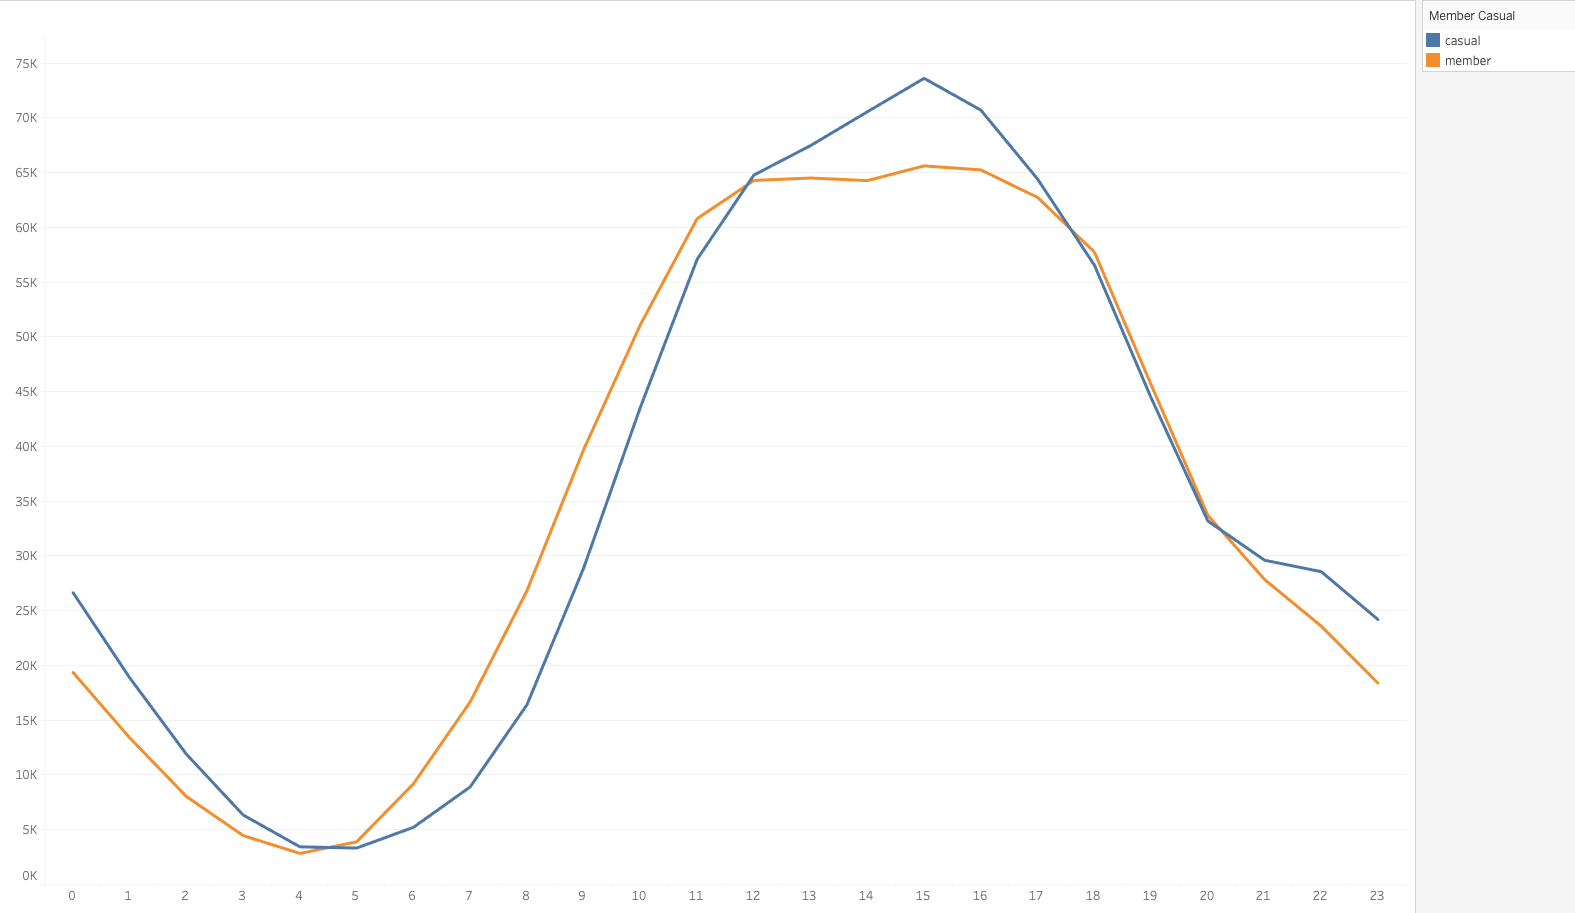 Member Casual
casual
member
75K
70K
65K
60K
55K
50K
45K
40K
35K
30K
25K
20K
15K
10K
5K
0K
0 1 2 3 4 5 6 7 8 9 10 11 12 13 14 15 16 17 18 19 20 21 22 23